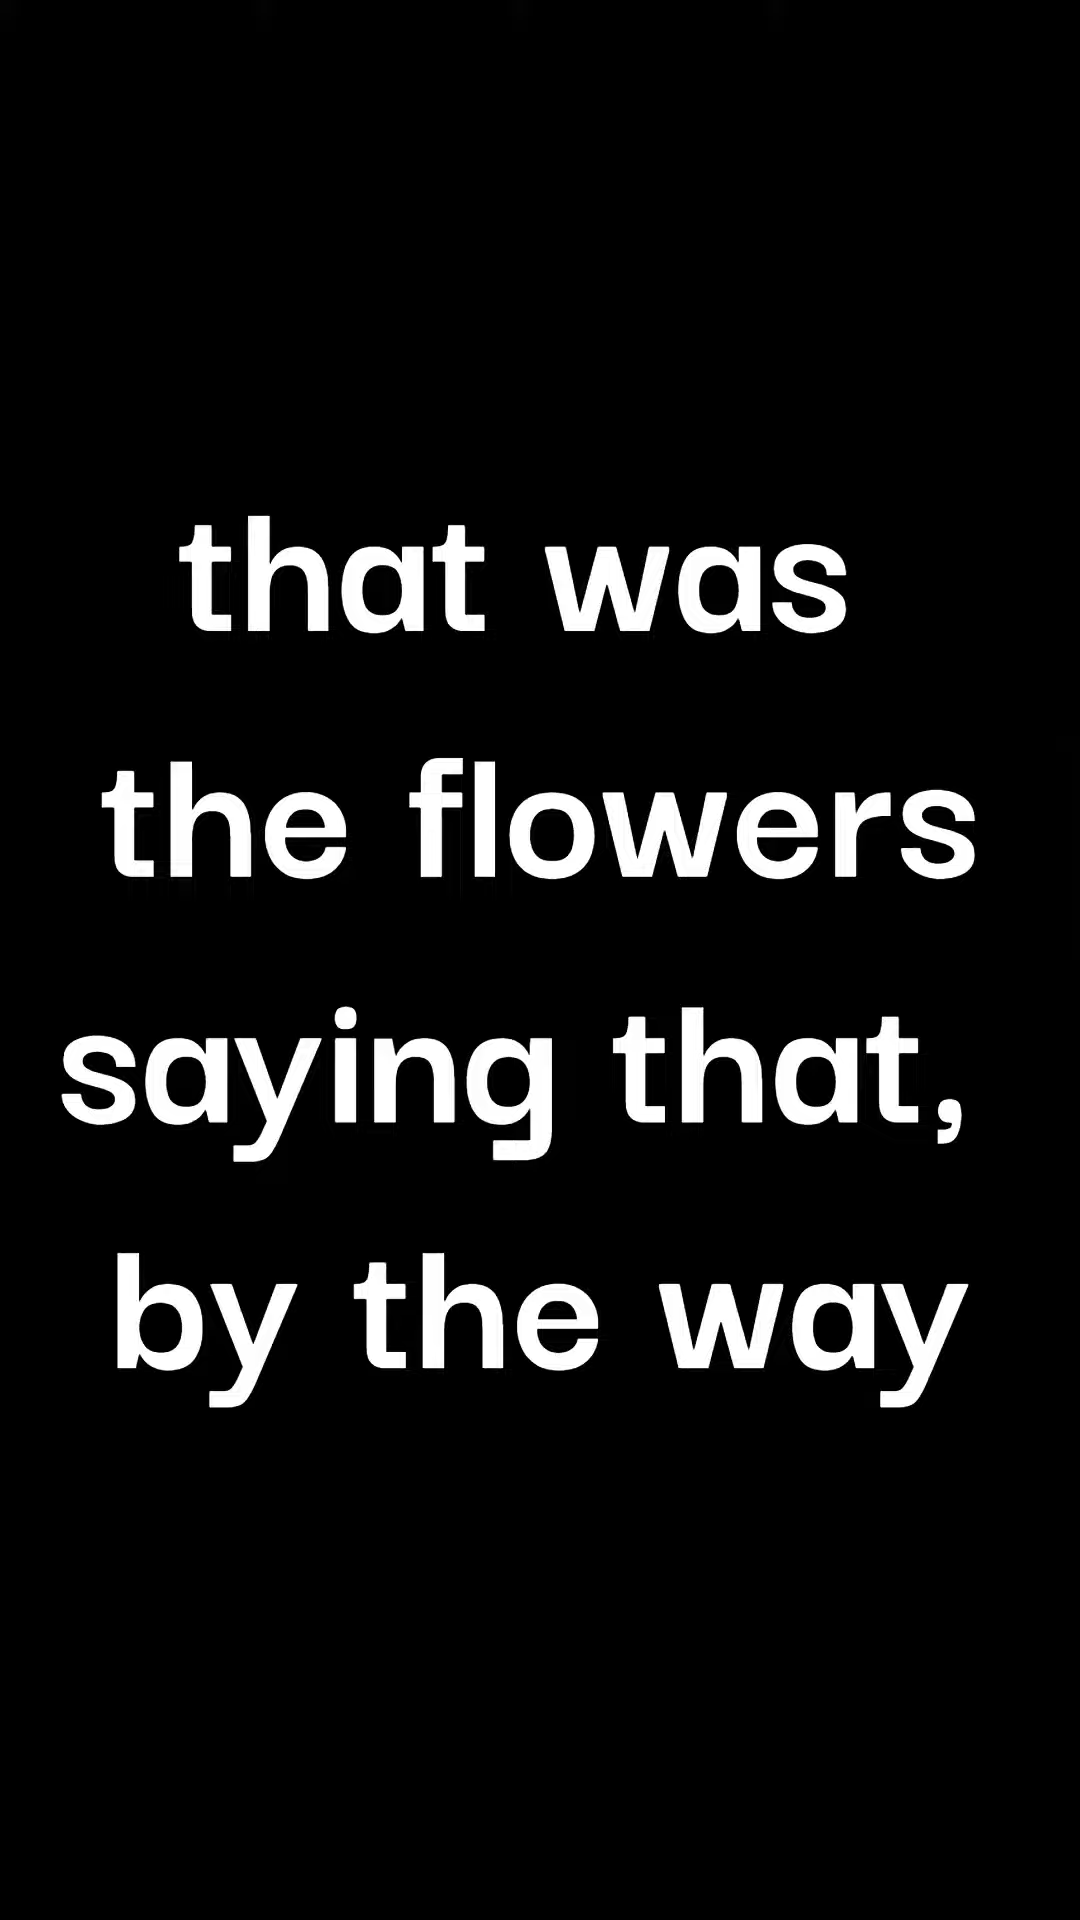 that was
the flowers
saying that,
by the way